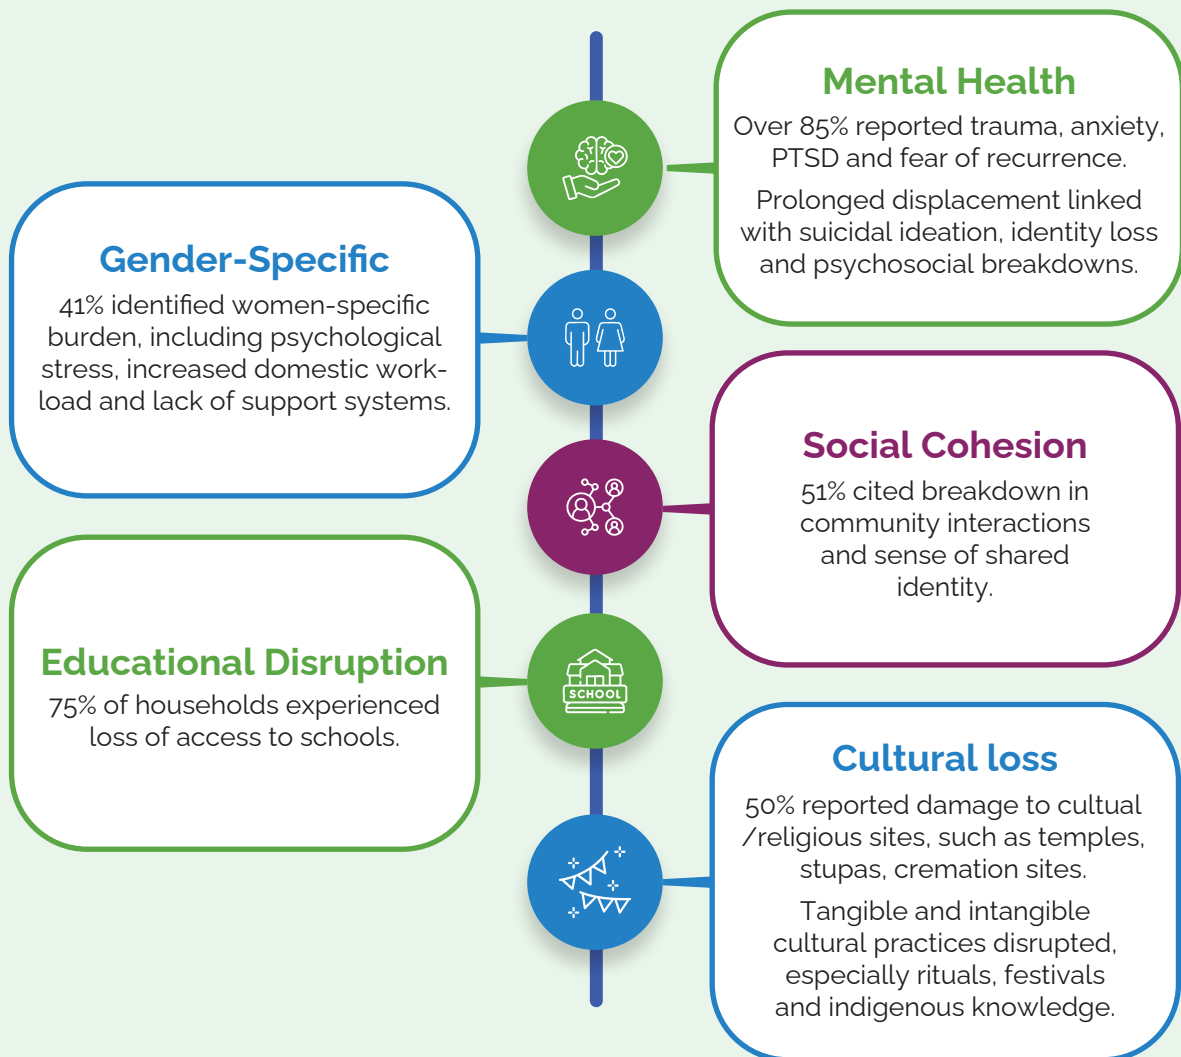 Mental Health
Over 85% reported trauma, anxiety,
PTSD and fear of recurrence.
Prolonged displacement linked
with suicidal ideation, identity loss
and psychosocial breakdowns.
Gender-Specific
41% identified women-specific
burden, including psychological
stress, increased domestic work-
load and lack of support systems.
Social Cohesion
51% cited breakdown in
community interactions
and sense of shared
identity.
Educational Disruption
75% of households experienced
loss of access to schools.
SCHOOL
Cultural loss
50% reported damage to cultual
/religious sites, such as temples,
stupas, cremation sites.
Tangible and intangible
cultural practices disrupted,
especially rituals, festivals
and indigenous knowledge.